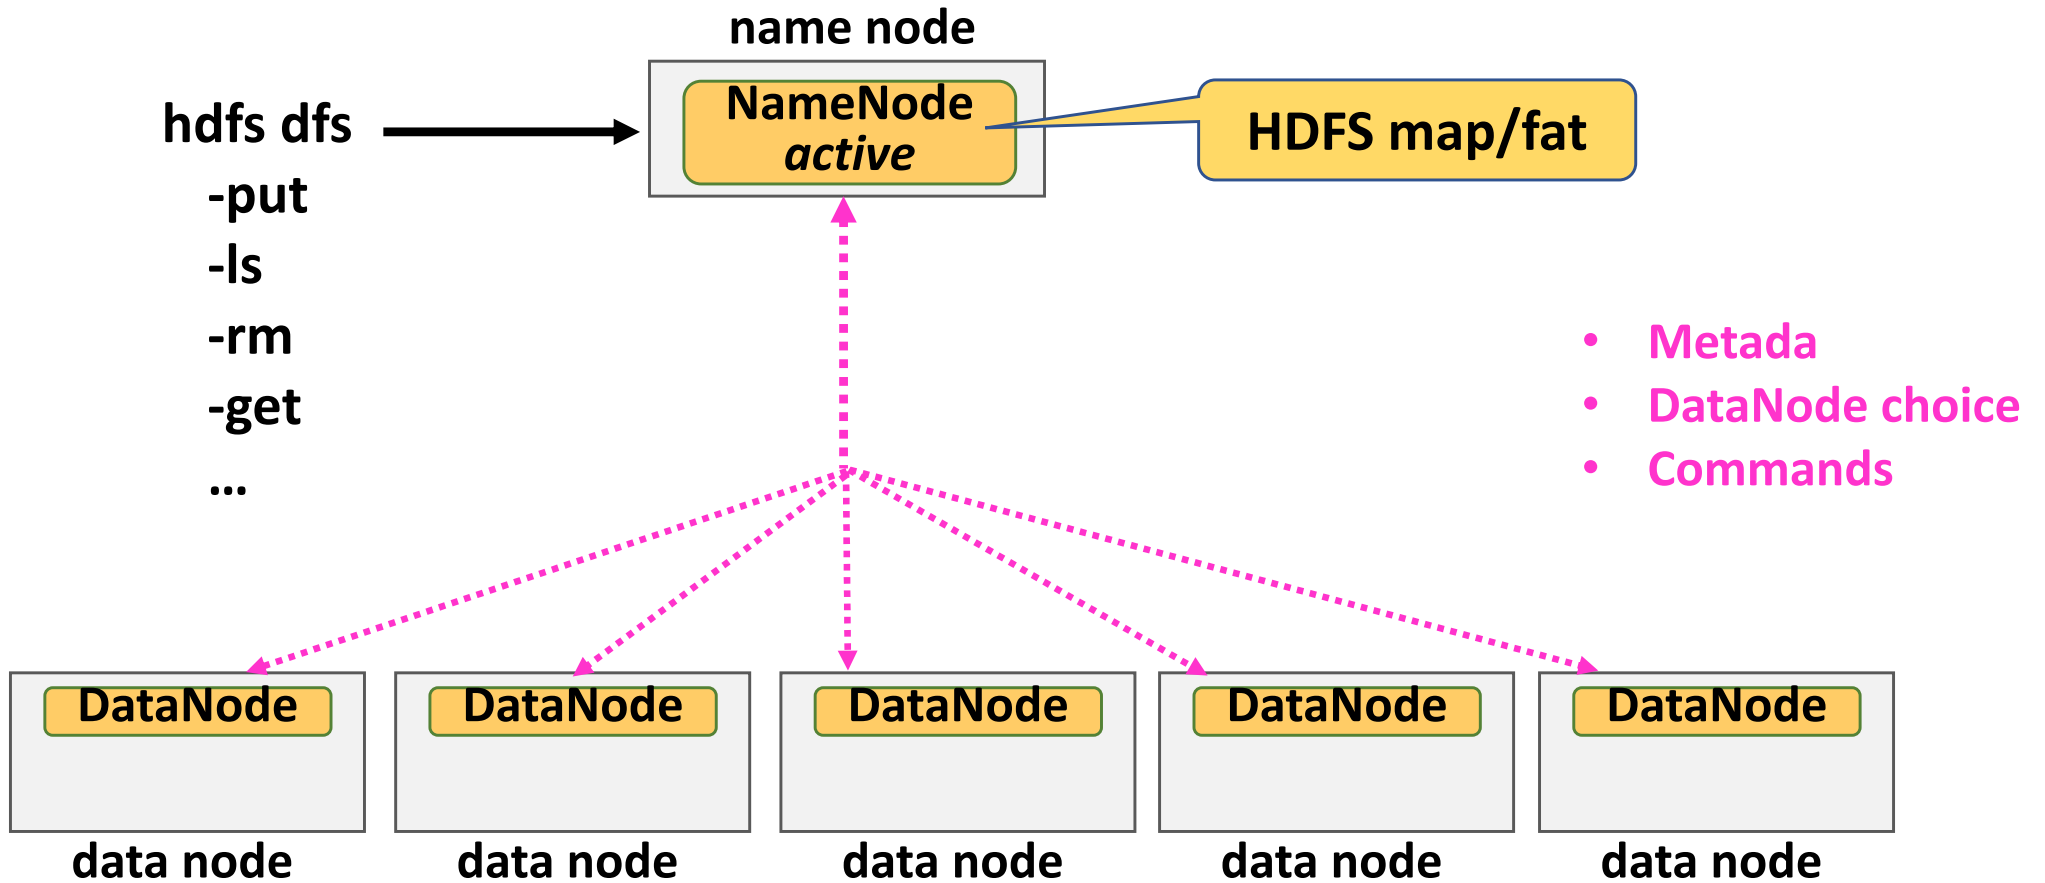 name node
NameNode
active
HDFS map/fat
hdfs dfs
-put
-ls
-rm
-get
...
• Metada
• DataNode choice
• Commands
DataNode
DataNode
DataNode
DataNode
DataNode
data node
data node
data node
data node
data node